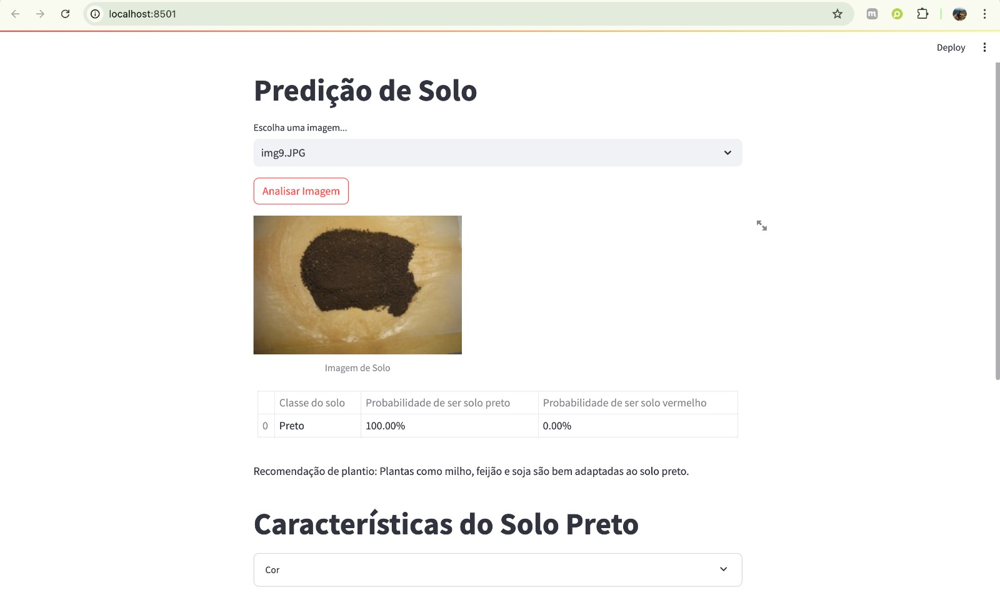 localhost:8501
Deploy
Predição de Solo
Escolha uma imagem...
img9.JPG
Analisar Imagem
Imagem de Solo
Classe do solo Probabilidade de ser solo preto Probabilidade de ser solo vermelho
0 Preto 100.00% 0.00%
Recomendação de plantio: Plantas como milho, feijão e soja são bem adaptadas ao solo preto.
Características do Solo Preto
Cor